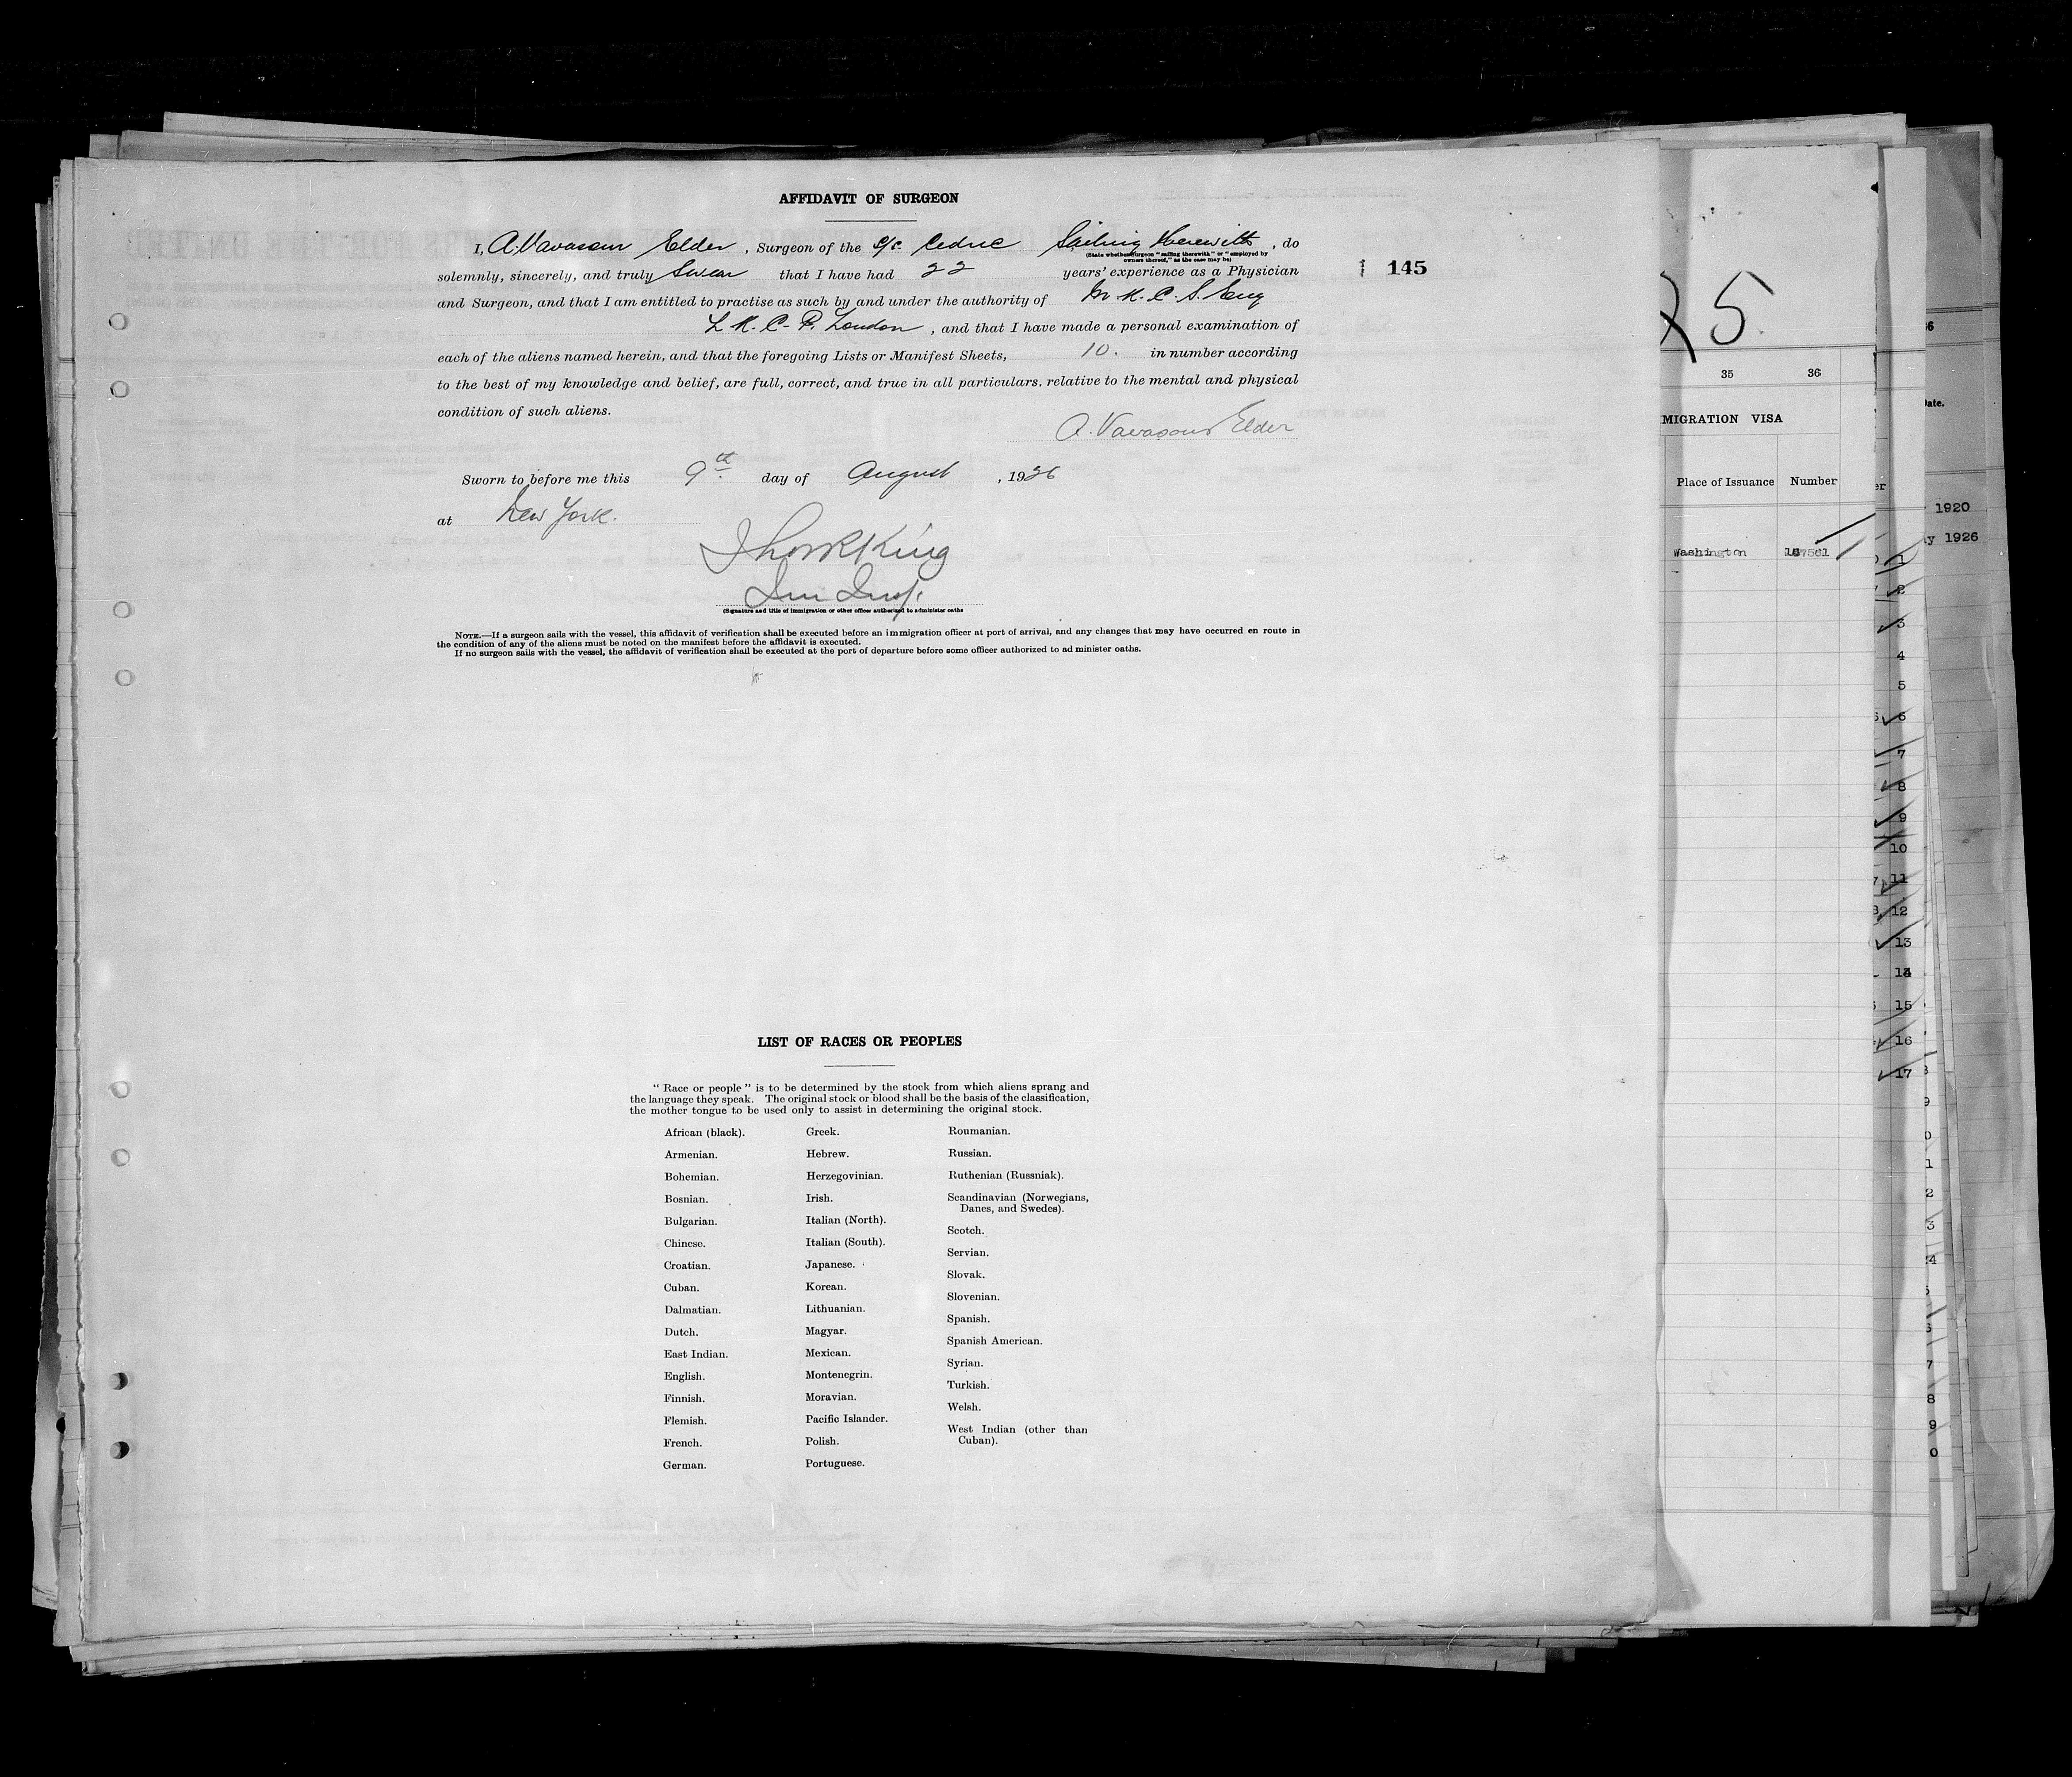 AFFIDAVIT OF SURGEON
I, A. Vavasour Elder, Surgeon of the s/s. Cedric Sailing therewith, do
(State whether Surgeon "sailing therewith" or "employed by
owners thereof," as the case may be)
solemnly, sincerely, and truly Swear that I have had 22 years' experience as a Physician
145
and Surgeon, and that I am entitled to practise as such by and under the authority of M. R. C. S. Eng
L. R. C. P. London, and that I have made a personal examination of
each of the aliens named herein, and that the foregoing Lists or Manifest Sheets, 10. in number according
to the best of my knowledge and belief, are full, correct, and true in all particulars. relative to the mental and physical
condition of such aliens.
A. Vavasour Elder
Sworn to before me this 9th. day of August, 1926
at New York.
King
Imm Insp.
(Signature and title of immigration or other officer authorized to administer oaths
NOTE.—If a surgeon sails with the vessel, this affidavit of verification shall be executed before an immigration officer at port of arrival, and any changes that may have occurred en route in
the condition of any of the aliens must be noted on the manifest before the affidavit is executed.
If no surgeon sails with the vessel, the affidavit of verification shall be executed at the port of departure before some officer authorized to ad minister oaths.
LIST OF RACES OR PEOPLES
" Race or people " is to be determined by the stock from which aliens sprang and
the language they speak. The original stock or blood shall be the basis of the classification,
the mother tongue to be used only to assist in determining the original stock.
African (black).
Armenian.
Bohemian.
Bosnian.
Bulgarian.
Chinese.
Croatian.
Cuban.
Dalmatian.
Dutch.
East Indian.
English.
Finnish.
Flemish.
French.
German.
Greek.
Hebrew.
Herzegovinian.
Irish.
Italian (North).
Italian (South).
Japanese.
Korean.
Lithuanian.
Magyar.
Mexican.
Montenegrin.
Moravian.
Pacific Islander.
Polish.
Portuguese.
Roumanian.
Russian.
Ruthenian (Russniak).
Scandinavian (Norwegians,
Danes, and Swedes).
Scotch.
Servian.
Slovak.
Slovenian.
Spanish.
Spanish American.
Syrian.
Turkish.
Welsh.
West Indian (other than
Cuban).
5
35 36
MIGRATION VISA
Place of Issuance Number
Washington
Date.
1920
1926
1
2
3
4
5
6
7
8
9
10
11
12
13
14
15
16
17